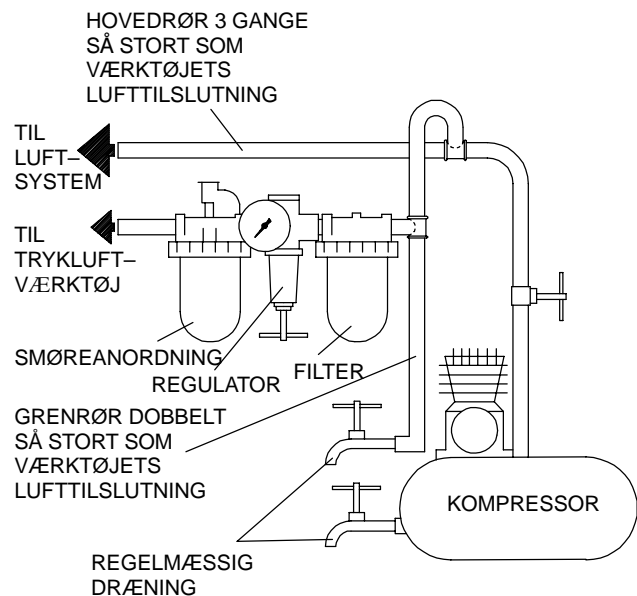 HOVEDRØR 3 GANGE
SÅ STORT SOM
VÆRKTØJETS
LUFTTILSLUTNING
TIL
LUFT–
SYSTEM
TIL
TRYKLUFT–
VÆRKTØJ
SMØREANORDNING
REGULATOR
FILTER
GRENRØR DOBBELT
SÅ STORT SOM
VÆRKTØJETS
LUFTTILSLUTNING
KOMPRESSOR
REGELMÆSSIG
DRÆNING